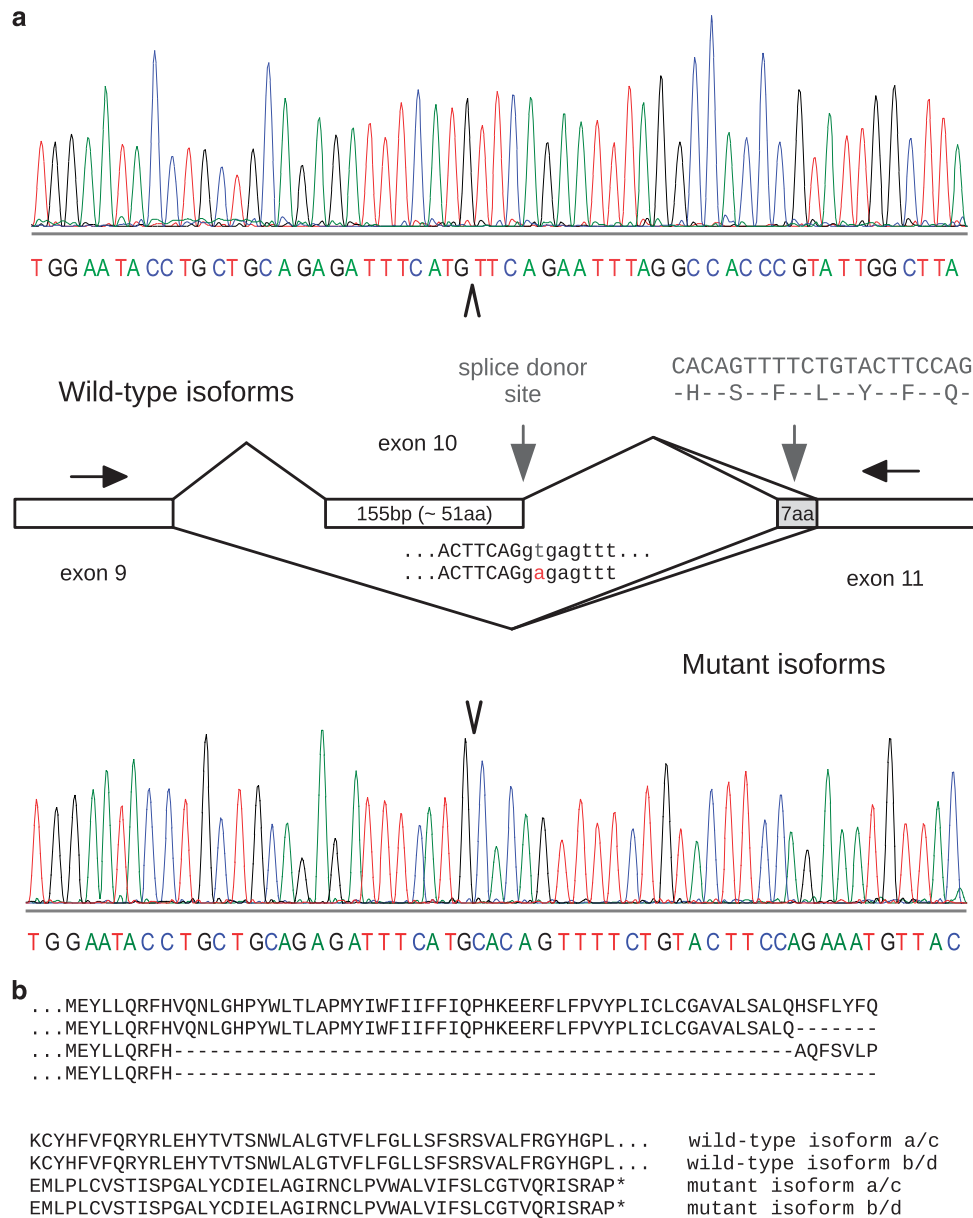 a
TGGAATACCTGCTGCAGAGATTTCATGTTCAGAATTTAGGCCACCCGTATTGGCTTA
splice donor
site
CACAGTTTTCTGTACTTCCAG
-H--S--F--L--Y--F--Q-
Wild-type isoforms
exon 10
155bp (~ 51aa)
7aa
...ACTTCAGgtgagttt...
...ACTTCAGgagagttt
exon 9
exon 11
Mutant isoforms
TGGAATACCTGCTGCAGAGATTTCATGCACAGTTTTCTGTACTTCCAGAAATGTTAC
b
...MEYLLQRFHVQNLGHPYWLTLAPMYIWFIIFFIQPHKEERFLFPVYPLICLCGAVALSALQHSFLYFQ
...MEYLLQRFHVQNLGHPYWLTLAPMYIWFIIFFIQPHKEERFLFPVYPLICLCGAVALSALQ-------
...MEYLLQRFH----------------------------------------------------AQFSVLP
...MEYLLQRFH-----------------------------------------------------------
KCYHFVFQRYRLEHYTVTSNWLALGTVFLFGLLSFSRSVALFRGYHGPL... wild-type isoform a/c
KCYHFVFQRYRLEHYTVTSNWLALGTVFLFGLLSFSRSVALFRGYHGPL... wild-type isoform b/d
EMLPLCVSTISPGALYCDIELAGIRNCLPVWALVIFSLCGTVQRISRAP* mutant isoform a/c
EMLPLCVSTISPGALYCDIELAGIRNCLPVWALVIFSLCGTVQRISRAP* mutant isoform b/d